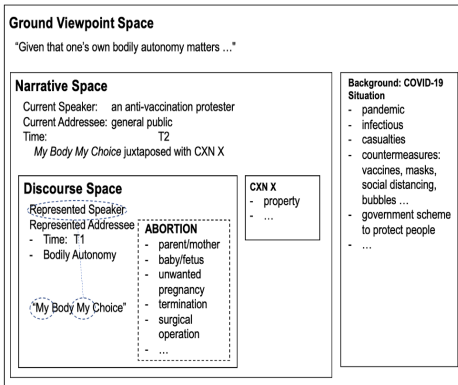 Ground Viewpoint Space
“Given that one’s own bodily autonomy matters …”
Narrative Space
Current Speaker: an anti-vaccination protester
Current Addressee: general public
Time: T2
My Body My Choice juxtaposed with CXN X
Discourse Space
Represented Speaker
Represented Addressee
- Time: T1
- Bodily Autonomy
“My Body My Choice”
ABORTION
- parent/mother
- baby/fetus
- unwanted
pregnancy
- termination
- surgical
operation
- …
CXN X
- property
- …
Background: COVID-19
Situation
- pandemic
- infectious
- casualties
- countermeasures:
vaccines, masks,
social distancing,
bubbles …
- government scheme
to protect people
- …